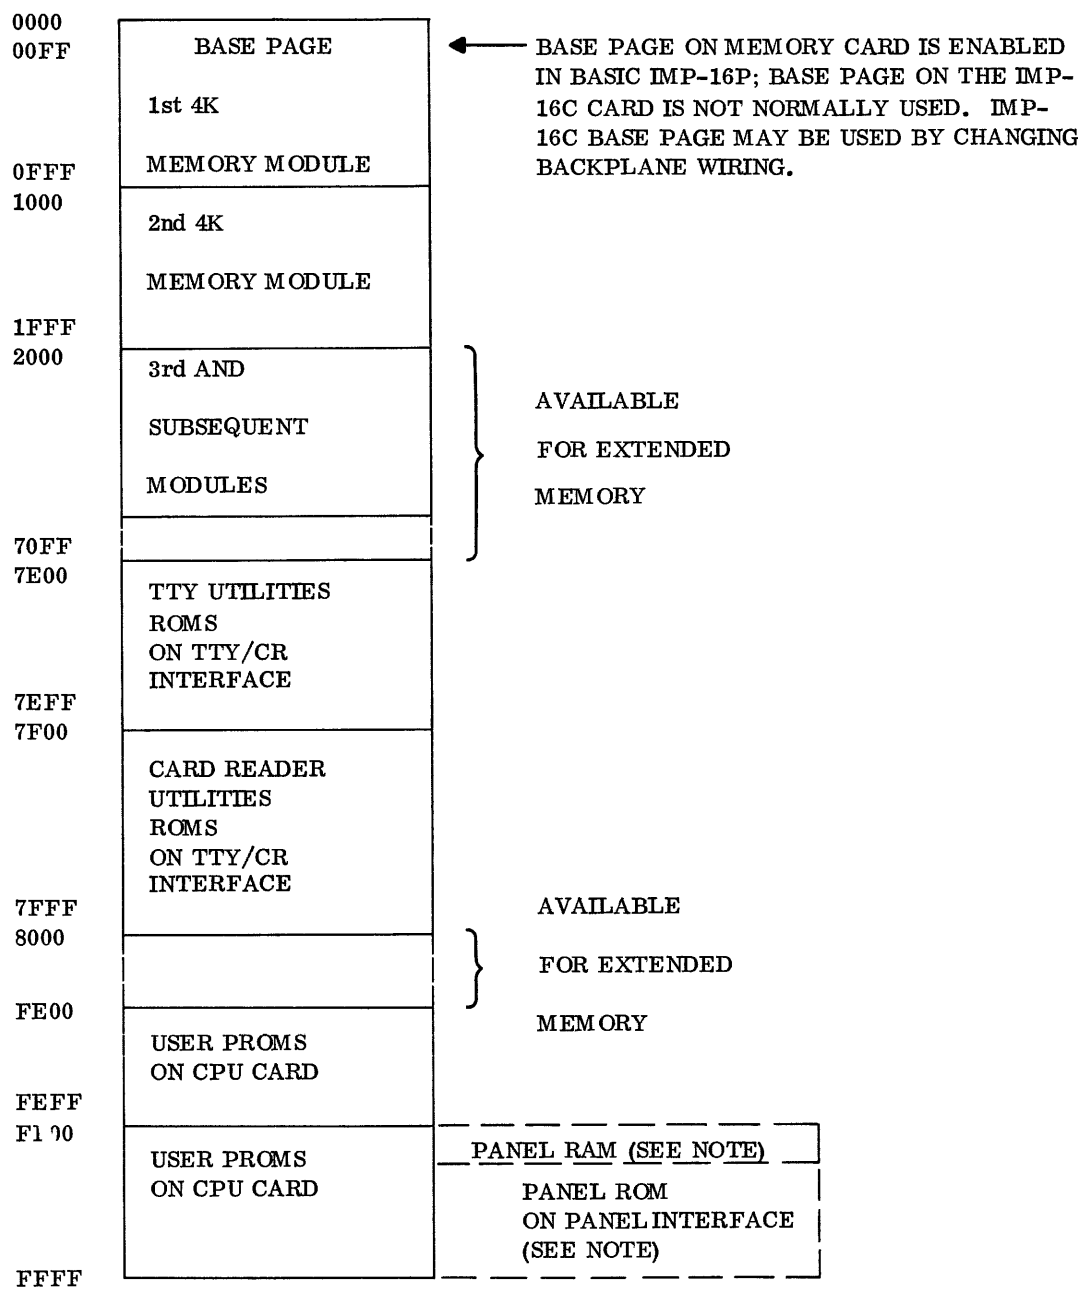 0000
00FF
BASE PAGE
BASE PAGE ON MEMORY CARD IS ENABLED
IN BASIC IMP-16P; BASE PAGE ON THE IMP-
16C CARD IS NOT NORMALLY USED. IMP-
16C BASE PAGE MAY BE USED BY CHANGING
BACKPLANE WIRING.
1st 4K
MEMORY MODULE
0FFF
1000
2nd 4K
MEMORY MODULE
1FFF
2000
3rd AND
SUBSEQUENT
MODULES
AVAILABLE
FOR EXTENDED
MEMORY
70FF
7E00
TTY UTILITIES
ROMS
ON TTY/CR
INTERFACE
7EFF
7F00
CARD READER
UTILITIES
ROMS
ON TTY/CR
INTERFACE
7FFF
8000
AVAILABLE
FOR EXTENDED
MEMORY
FE00
USER PROMS
ON CPU CARD
FEFF
USER PROMS
ON CPU CARD
PANEL RAM (SEE NOTE)
PANEL ROM
ON PANEL INTERFACE
(SEE NOTE)
FFFF